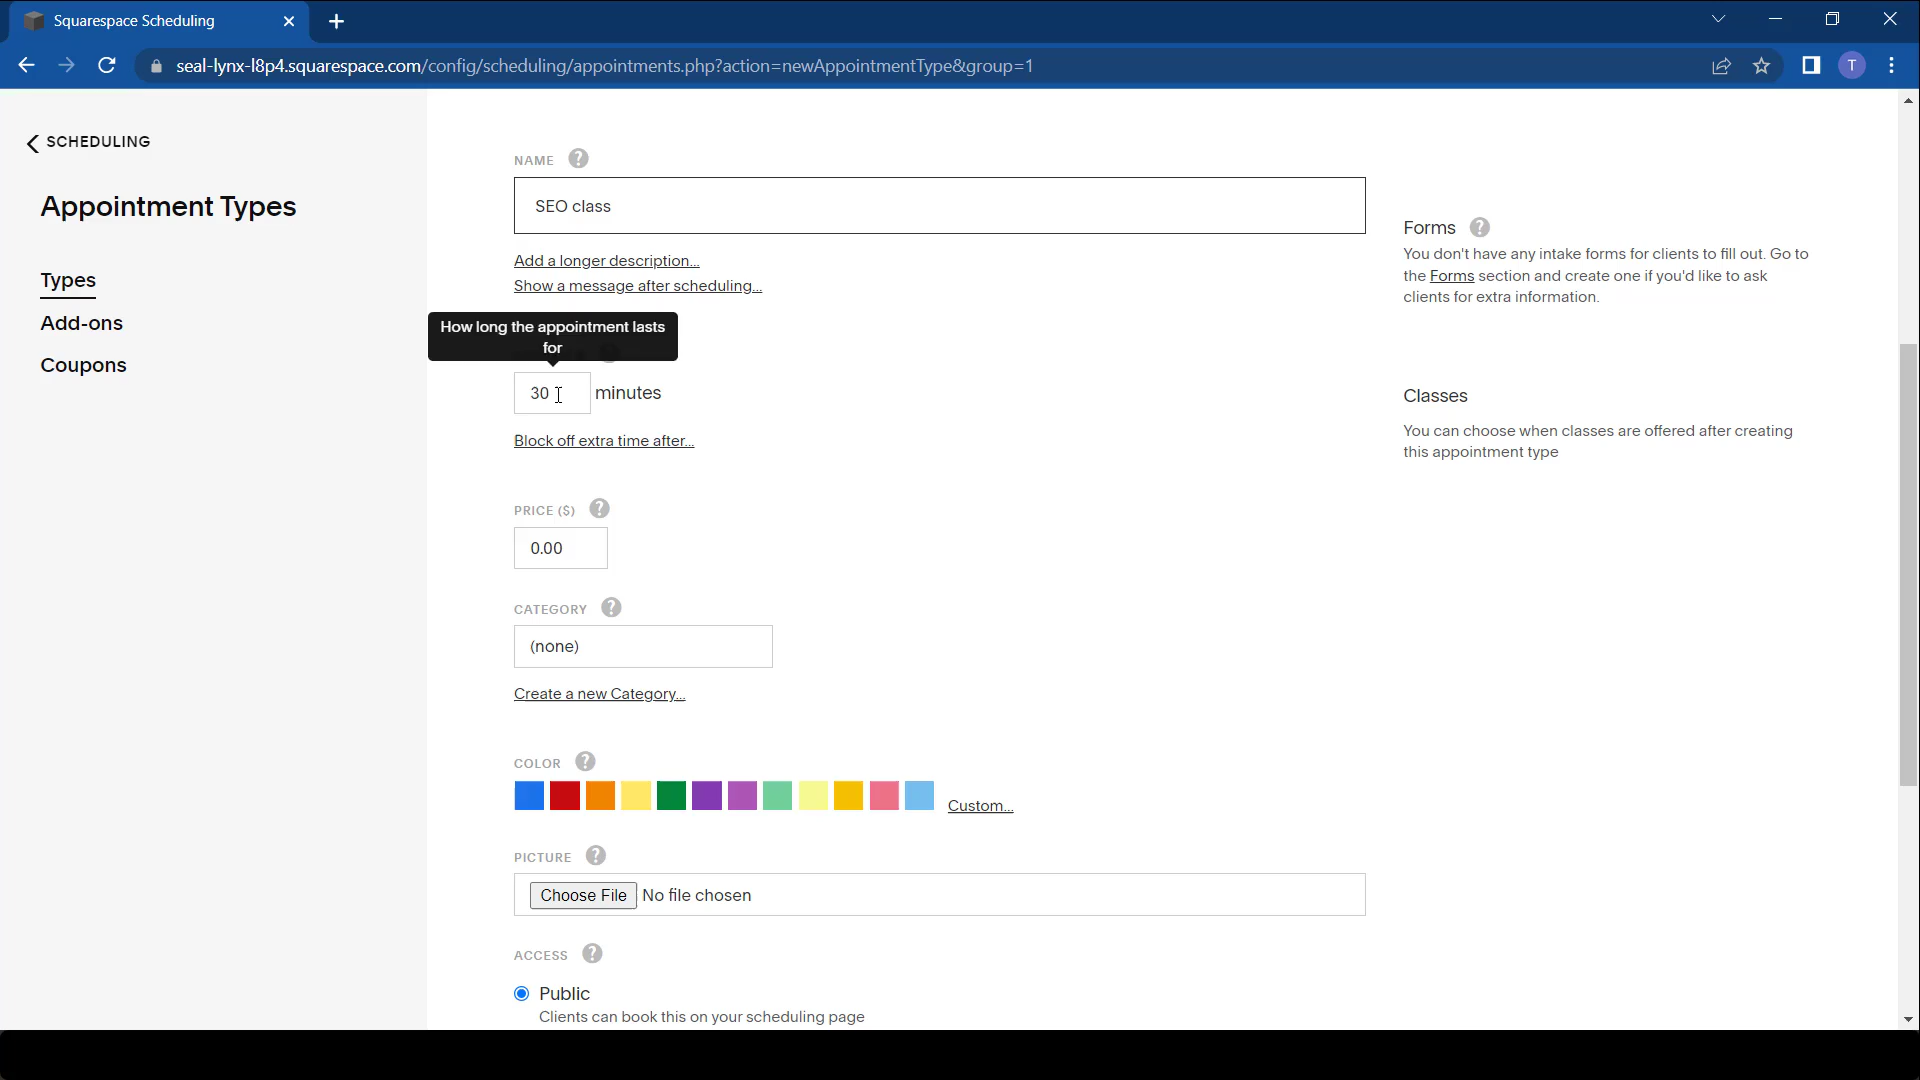 Squarespace Scheduling
seal-lynx-l8p4.squarespace.com/config/scheduling/appointments.php?action=newAppointmentType&group=1
T
SCHEDULING
Appointment Types
Types
Add-ons
Coupons
NAME ?
SEO class
Add a longer description...
Show a message after scheduling...
How long the appointment lasts
for
30 minutes
Block off extra time after...
PRICE ($) ?
0.00
CATEGORY ?
(none)
Create a new Category...
COLOR ?
Custom...
PICTURE ?
Choose File No file chosen
ACCESS ?
Public
Clients can book this on your scheduling page
Forms ?
You don't have any intake forms for clients to fill out. Go to
the Forms section and create one if you'd like to ask
clients for extra information.
Classes
You can choose when classes are offered after creating
this appointment type